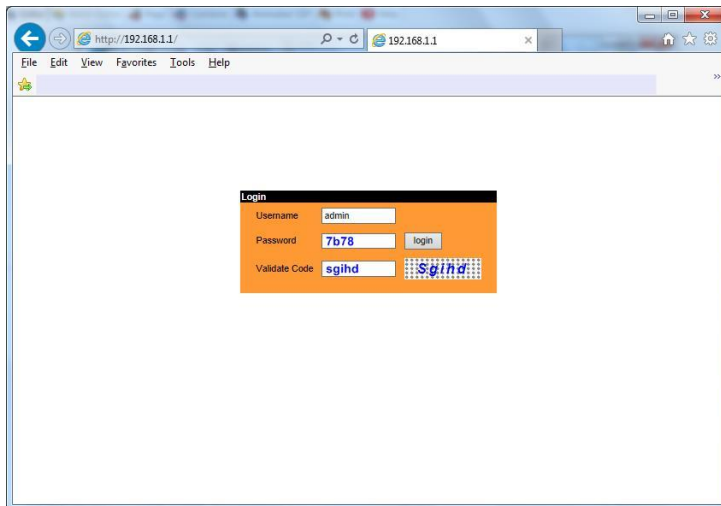 http://192.168.1.1/
192.168.1.1
File Edit View Favorites Tools Help
Login
Username admin
Password 7b78 login
Validate Code sgihd Sgihd